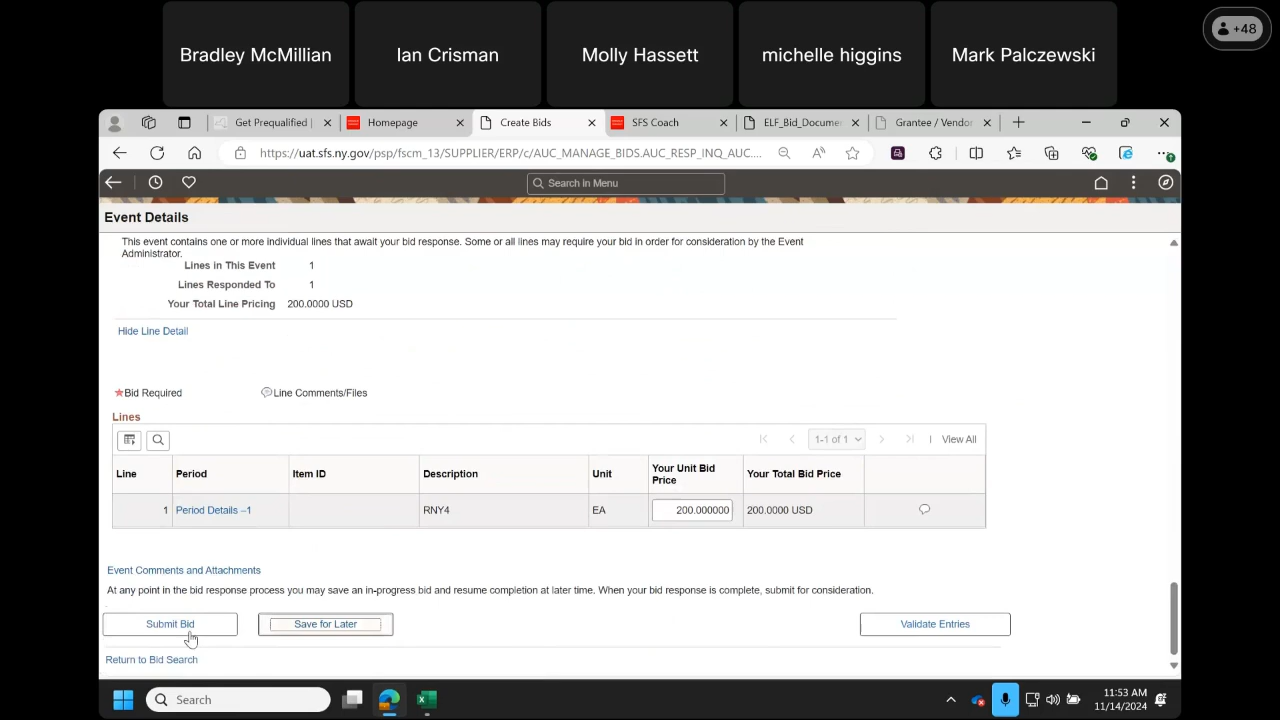 Bradley McMillian
Ian Crisman
Molly Hassett
michelle higgins
Mark Palczewski
+48
Get Prequalified |
Homepage
Create Bids
SFS Coach
ELF_Bid_Documen
Grantee / Vendor
https://uat.sfs.ny.gov/psp/fscm_13/SUPPLIER/ERP/c/AUC_MANAGE_BIDS.AUC_RESP_INQ_AUC....
Search in Menu
Event Details
This event contains one or more individual lines that await your bid response. Some or all lines may require your bid in order for consideration by the Event
Administrator.
Lines in This Event 1
Lines Responded To 1
Your Total Line Pricing 200.0000 USD
Hide Line Detail
★Bid Required
Line Comments/Files
Lines
1-1 of 1
| View All
Line Period Item ID Description Unit Your Unit Bid Price Your Total Bid Price
1 Period Details –1 RNY4 EA 200.000000 200.0000 USD
Event Comments and Attachments
At any point in the bid response process you may save an in-progress bid and resume completion at later time. When your bid response is complete, submit for consideration.
Submit Bid
Save for Later
Validate Entries
Return to Bid Search
Search
11:53 AM
11/14/2024